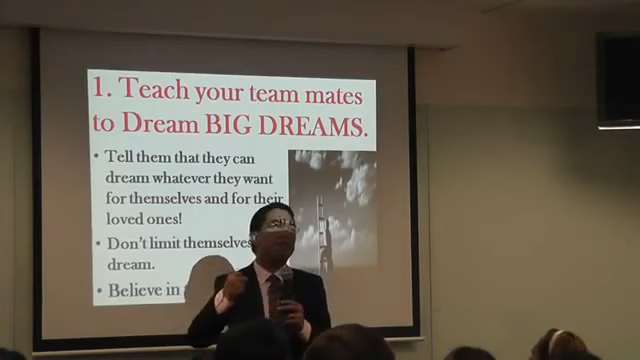 1. Teach your team mates
to Dream BIG DREAMS.
• Tell them that they can
dream whatever they want
for themselves and for their
loved ones!
• Don't limit themselves
dream.
• Believe in